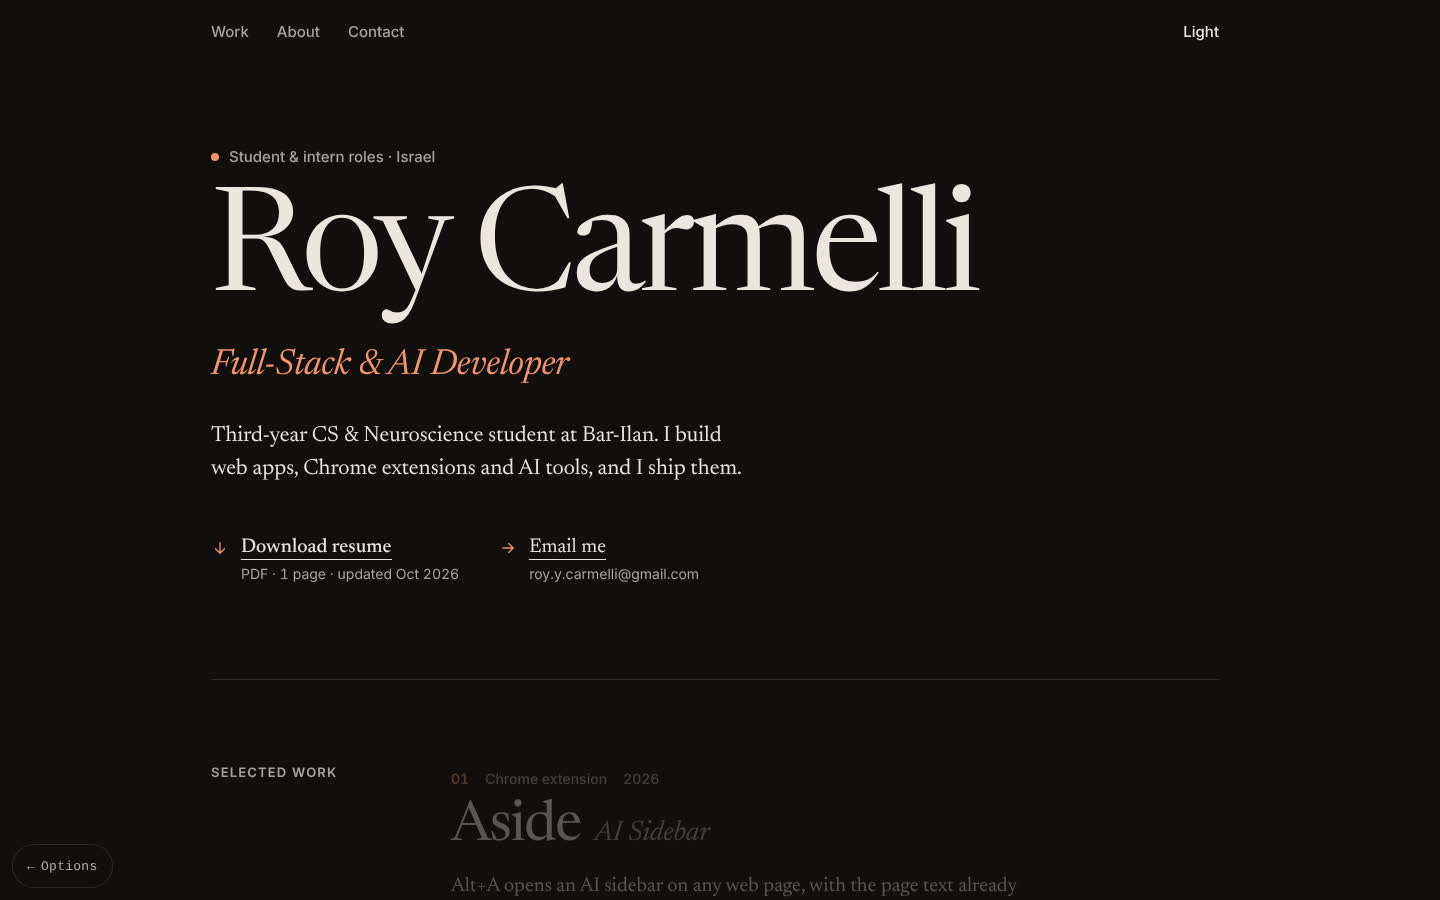 Work About Contact Light
Student & intern roles · Israel
Roy Carmelli
Full-Stack & AI Developer
Third-year CS & Neuroscience student at Bar-Ilan. I build
web apps, Chrome extensions and AI tools, and I ship them.
↓ Download resume → Email me
PDF · 1 page · updated Oct 2026 roy.y.carmelli@gmail.com
SELECTED WORK
01 Chrome extension 2026
Aside AI Sidebar
Alt+A opens an AI sidebar on any web page, with the page text already
← Options